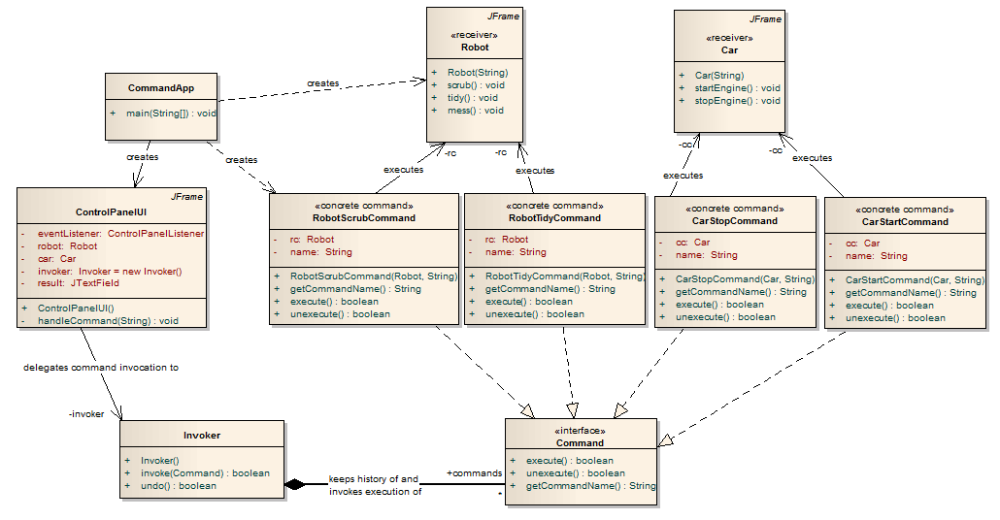 JFrame
«receiver»
Robot
+ Robot(String)
+ scrub() : void
+ tidy() : void
+ mess() : void
JFrame
«receiver»
Car
+ Car(String)
+ startEngine() : void
+ stopEngine() : void
CommandApp
+ main(String[]) : void
creates
creates
creates
-rc
-rc
executes
executes
-cc
-cc
executes
executes
JFrame
ControlPanelUI
- eventListener: ControlPanelListener
- robot: Robot
- car: Car
- invoker: Invoker = new Invoker()
- result: JTextField
+ ControlPanelUI()
- handleCommand(String) : void
«concrete command»
RobotScrubCommand
- rc: Robot
- name: String
+ RobotScrubCommand(Robot, String)
+ getCommandName() : String
+ execute() : boolean
+ unexecute() : boolean
«concrete command»
RobotTidyCommand
- rc: Robot
- name: String
+ RobotTidyCommand(Robot, String)
+ getCommandName() : String
+ execute() : boolean
+ unexecute() : boolean
«concrete command»
CarStopCommand
- cc: Car
- name: String
+ CarStopCommand(Car, String)
+ getCommandName() : String
+ execute() : boolean
+ unexecute() : boolean
«concrete command»
CarStartCommand
- cc: Car
- name: String
+ CarStartCommand(Car, String)
+ getCommandName() : String
+ execute() : boolean
+ unexecute() : boolean
delegates command invocation to
-invoker
Invoker
+ Invoker()
+ invoke(Command) : boolean
+ undo() : boolean
keeps history of and
invokes execution of
+commands
*
«interface»
Command
+ execute() : boolean
+ unexecute() : boolean
+ getCommandName() : String